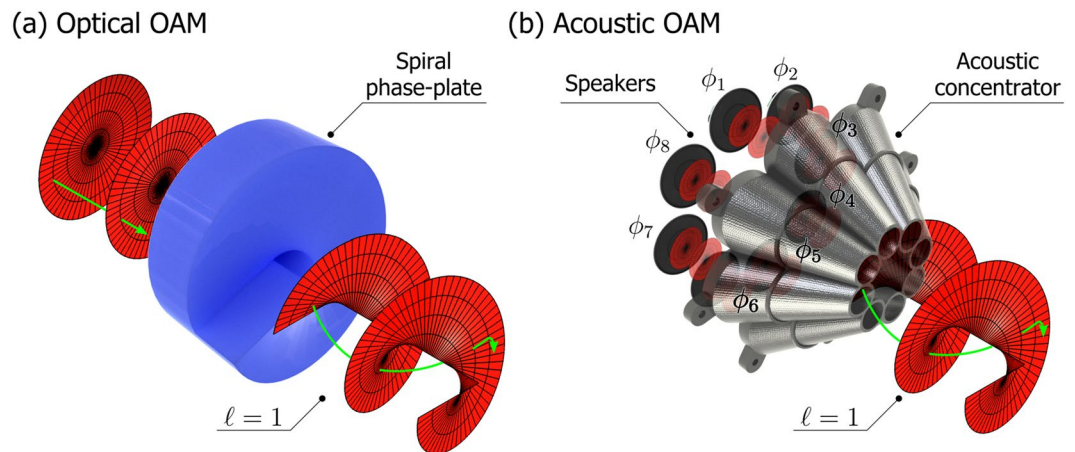 (a) Optical OAM
Spiral
phase-plate
ℓ = 1
(b) Acoustic OAM
Speakers
Acoustic
concentrator
ϕ1
ϕ2
ϕ3
ϕ8
ϕ4
ϕ7
ϕ5
ϕ6
ℓ = 1